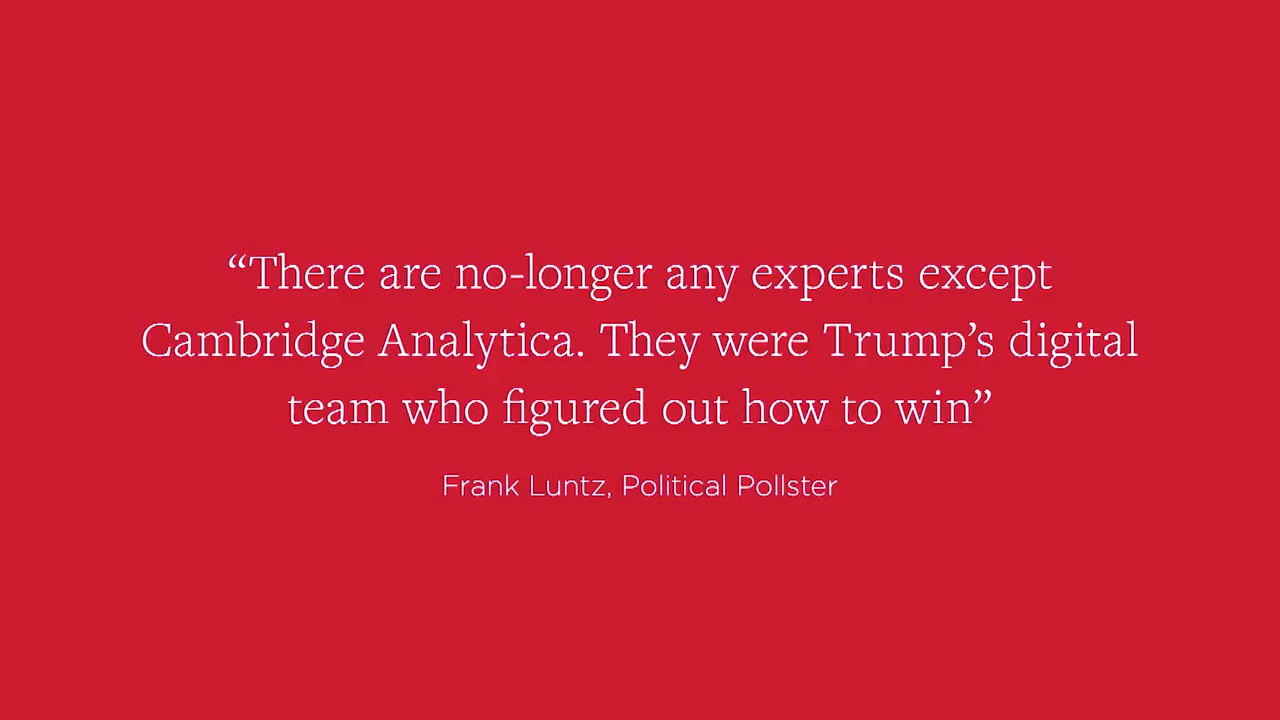 “There are no-longer any experts except
Cambridge Analytica. They were Trump’s digital
team who figured out how to win”
Frank Luntz, Political Pollster